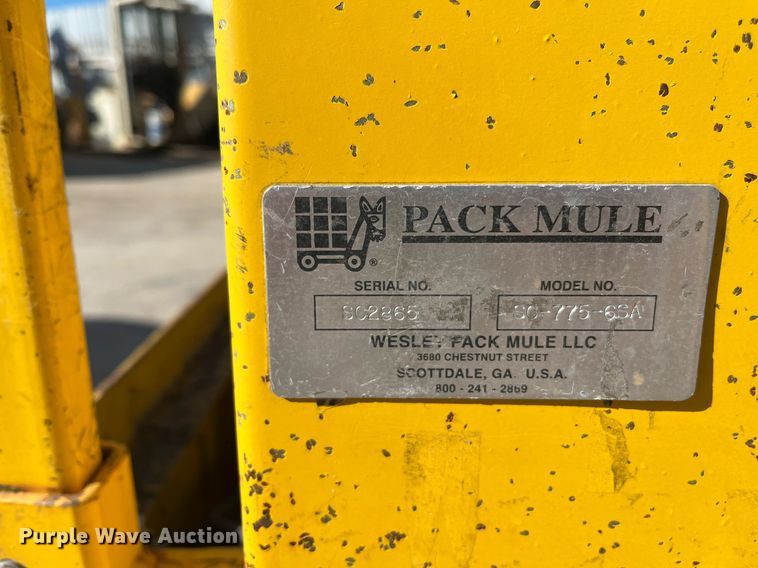 PACK MULE
®
SERIAL NO. MODEL NO.
SC2865 SC-775-6SA
WESLEY PACK MULE LLC
3680 CHESTNUT STREET
SCOTTDALE, GA. U.S.A.
800 - 241 - 2869
Purple Wave Auction®